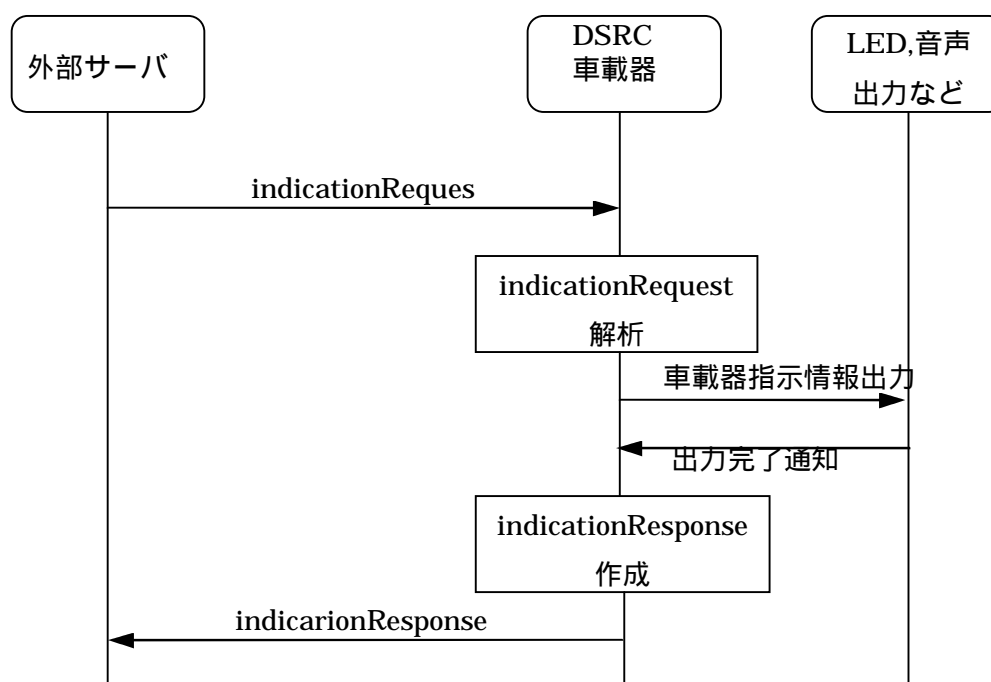 外部サーバ
DSRC
車載器
LED,音声
出力など
indicationReques
indicationRequest
解析
車載器指示情報出力
出力完了通知
indicationResponse
作成
indicarionResponse